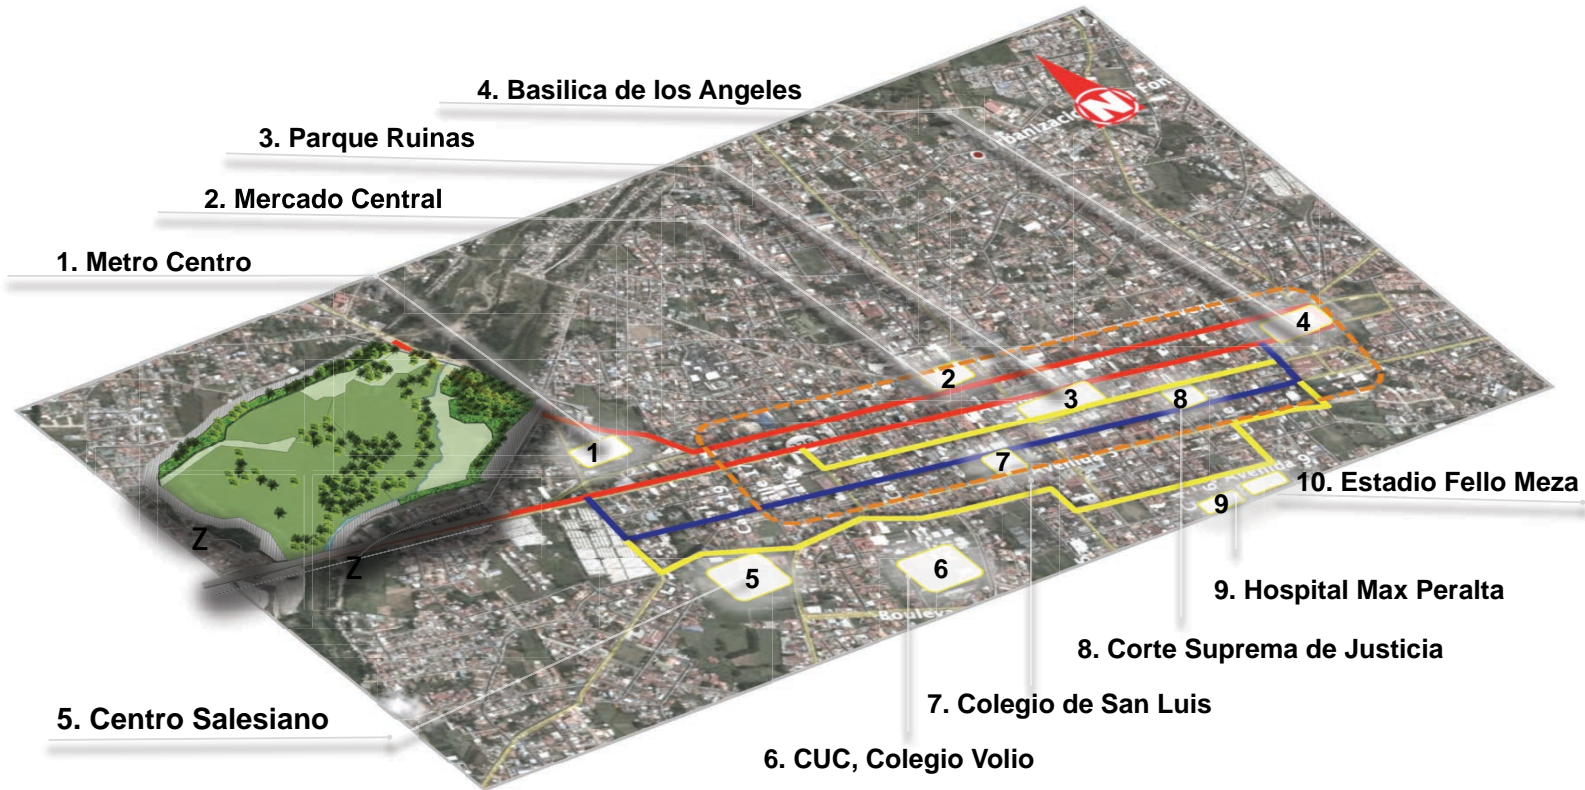 4. Basilica de los Angeles
3. Parque Ruinas
2. Mercado Central
1. Metro Centro
N
4
2
3
8
1
7
10. Estadio Fello Meza
9
Z
Z
5
6
9. Hospital Max Peralta
8. Corte Suprema de Justicia
5. Centro Salesiano
7. Colegio de San Luis
6. CUC, Colegio Volio